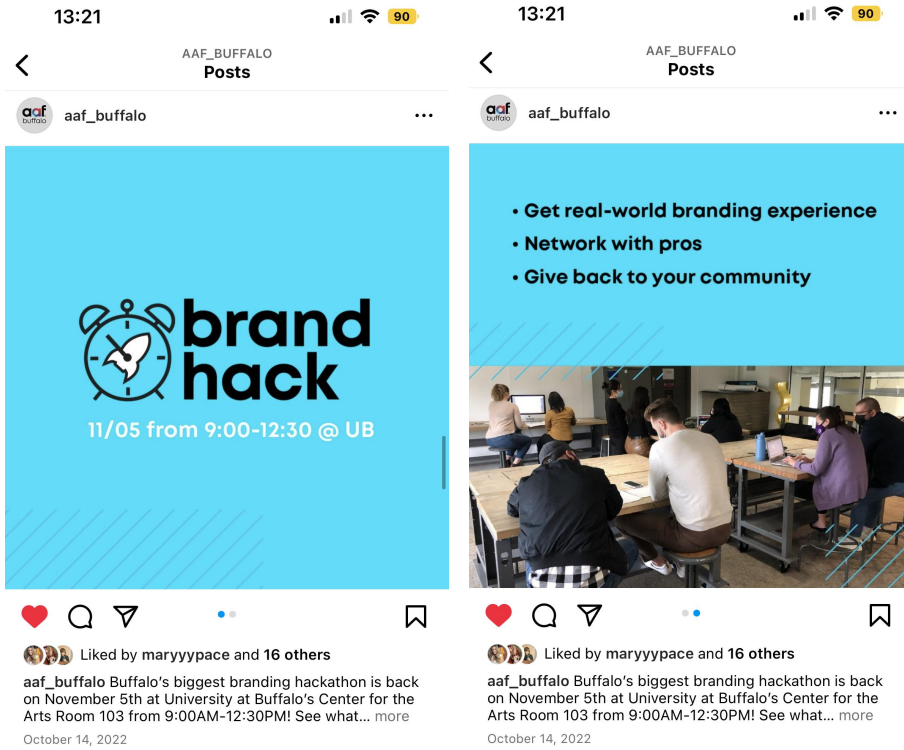 13:21
90
AAF_BUFFALO
Posts
aaf
buffalo
aaf_buffalo
brand
hack
11/05 from 9:00-12:30 @ UB
Liked by maryyypace and 16 others
aaf_buffalo Buffalo's biggest branding hackathon is back
on November 5th at University at Buffalo's Center for the
Arts Room 103 from 9:00AM-12:30PM! See what... more
October 14, 2022
13:21
90
AAF_BUFFALO
Posts
aaf
buffalo
aaf_buffalo
• Get real-world branding experience
• Network with pros
• Give back to your community
Liked by maryyypace and 16 others
aaf_buffalo Buffalo's biggest branding hackathon is back
on November 5th at University at Buffalo's Center for the
Arts Room 103 from 9:00AM-12:30PM! See what... more
October 14, 2022